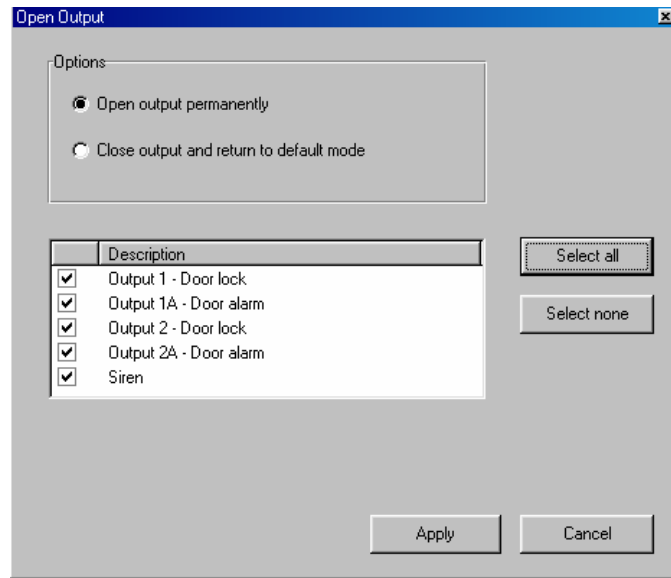 Open Output
Options
Open output permanently
Close output and return to default mode
Description
Output 1 - Door lock
Output 1A - Door alarm
Output 2 - Door lock
Output 2A - Door alarm
Siren
Select all
Select none
Apply
Cancel